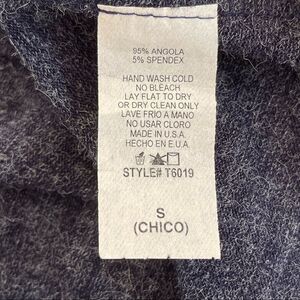 95% ANGOLA
5% SPENDEX
HAND WASH COLD
NO BLEACH
LAY FLAT TO DRY
OR DRY CLEAN ONLY
LAVE FRIO A MANO
NO USAR CLORO
MADE IN U.S.A.
HECHO EN E.U.A.
STYLE# T6019
S
(CHICO)